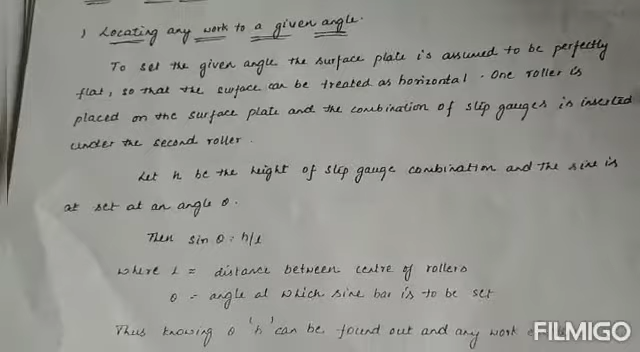 ) Locating any work to a given angle.
To set the given angle the surface plate is assumed to be perfectly
flat, so that the surface can be treated as horizontal. One roller is
placed on the surface plate and the combination of slip gauges is inserted
under the second roller.
Let h be the height of slip gauge combination and the sine is
at set at an angle θ.
Then sin θ = h/l
where l = distance between centre of rollers
θ = angle at which sine bar is to be set
Thus knowing θ 'h' can be found out and any work
FILMIGO